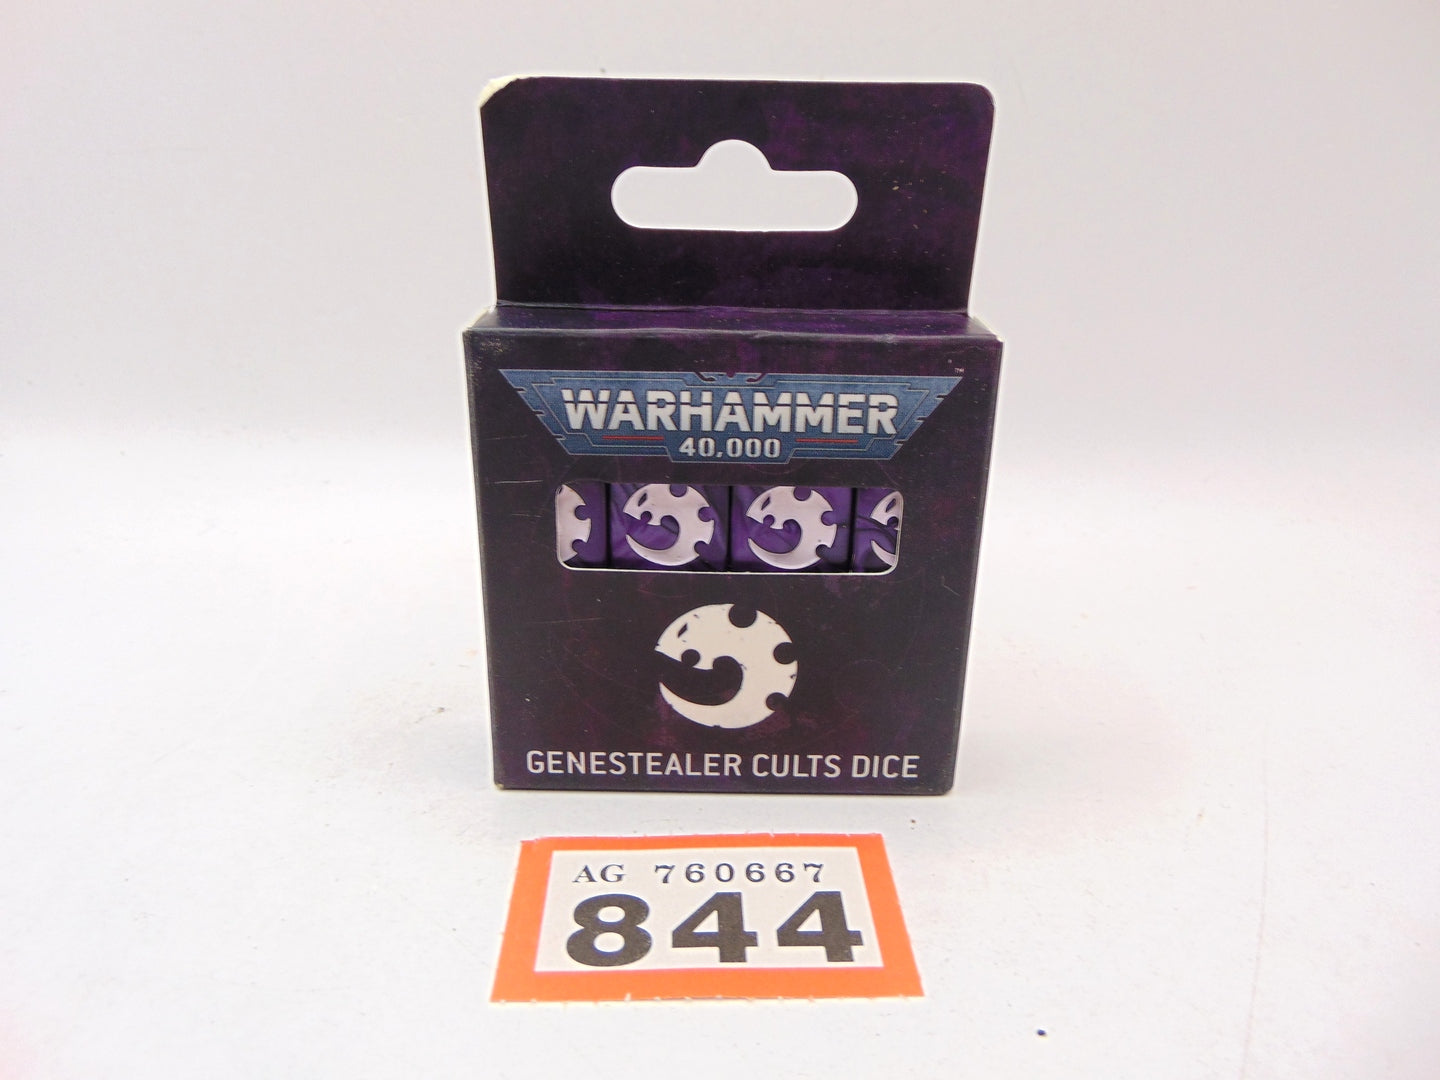 WARHAMMER
40,000
GENESTEALER CULTS DICE
AG 760667
844